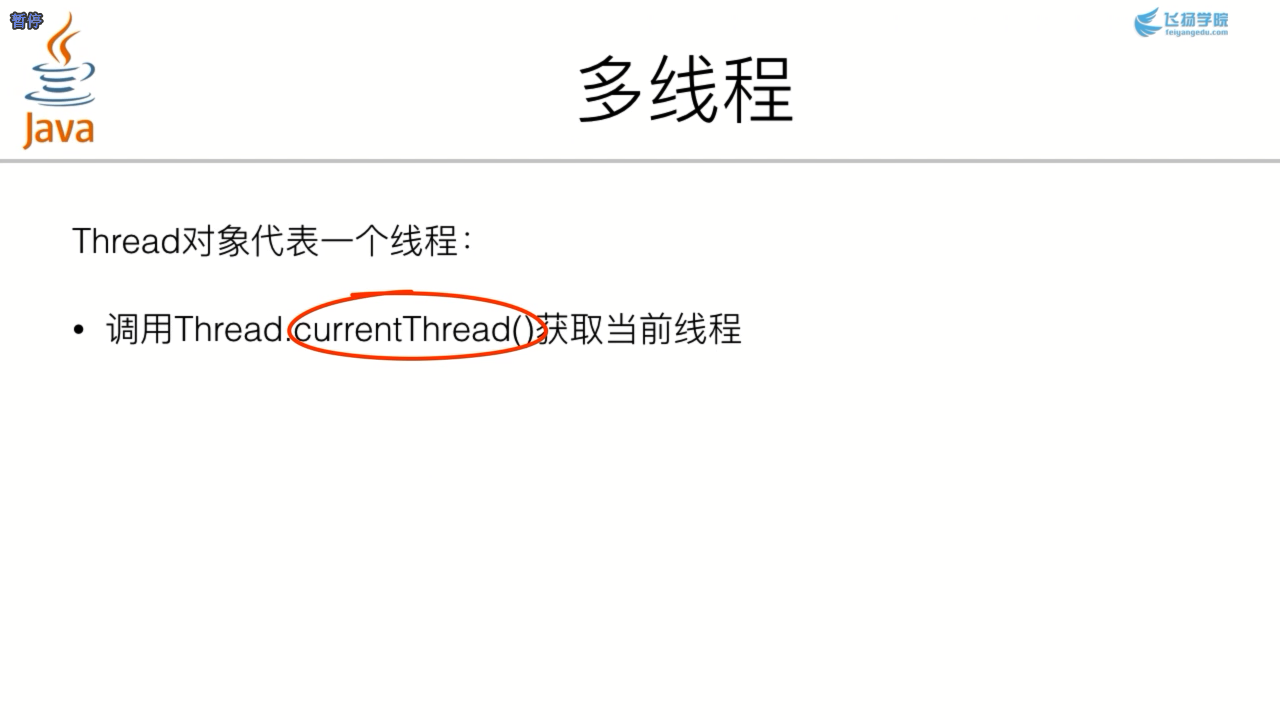 暂停
Java
飞扬学院
feiyangedu.com
多线程
Thread对象代表一个线程：
• 调用Thread.currentThread()获取当前线程